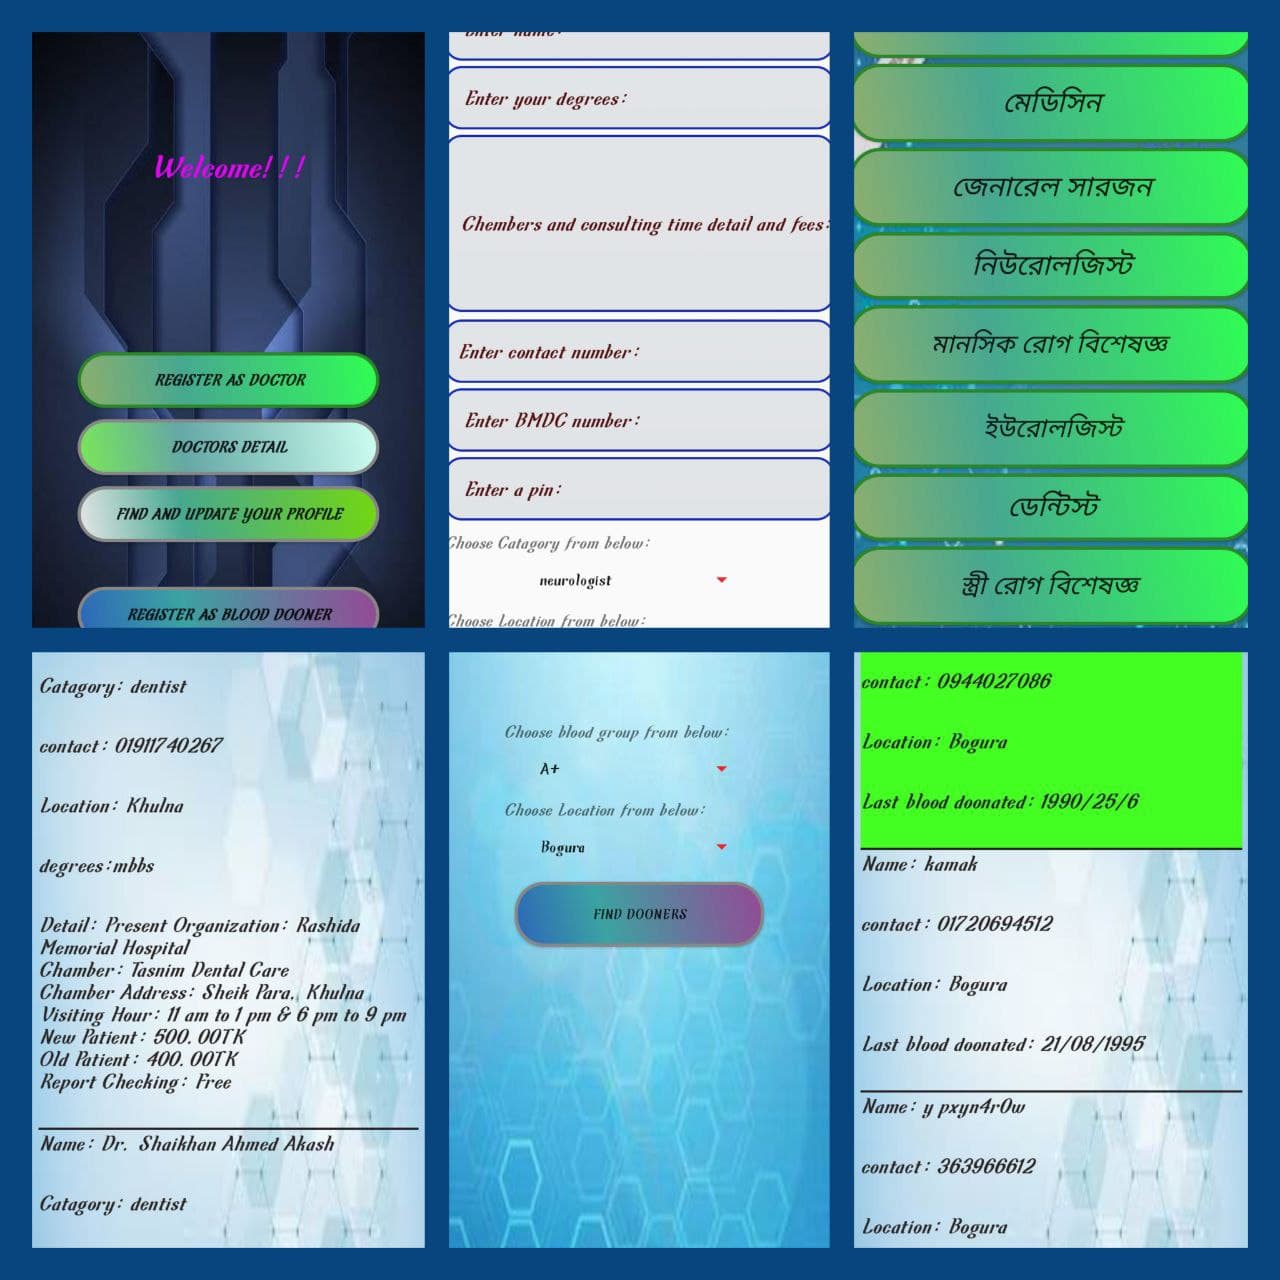 Welcome!!!
REGISTER AS DOCTOR
DOCTORS DETAIL
FIND AND UPDATE YOUR PROFILE
REGISTER AS BLOOD DOONER
Enter name:
Enter your degrees:
Chembers and consulting time detail and fees:
Enter contact number:
Enter BMDC number:
Enter a pin:
Choose Catagory from below:
neurologist
Choose Location from below:
মেডিসিন
জেনারেল সারজন
নিউরোলজিস্ট
মানসিক রোগ বিশেষজ্ঞ
ইউরোলজিস্ট
ডেন্টিস্ট
স্ত্রী রোগ বিশেষজ্ঞ
Catagory: dentist
contact: 01911740267
Location: Khulna
degrees:mbbs
Detail: Present Organization: Rashida
Memorial Hospital
Chamber: Tasnim Dental Care
Chamber Address: Sheik Para,, Khulna
Visiting Hour: 11 am to 1 pm & 6 pm to 9 pm
New Patient: 500.00TK
Old Patient: 400.00TK
Report Checking: Free
Name: Dr. Shaikhan Ahmed Akash
Catagory: dentist
Choose blood group from below:
A+
Choose Location from below:
Bogura
FIND DOONERS
contact: 0944027086
Location: Bogura
Last blood doonated: 1990/25/6
Name: kamak
contact: 01720694512
Location: Bogura
Last blood doonated: 21/08/1995
Name: y pxyn4r0w
contact: 363966612
Location: Bogura